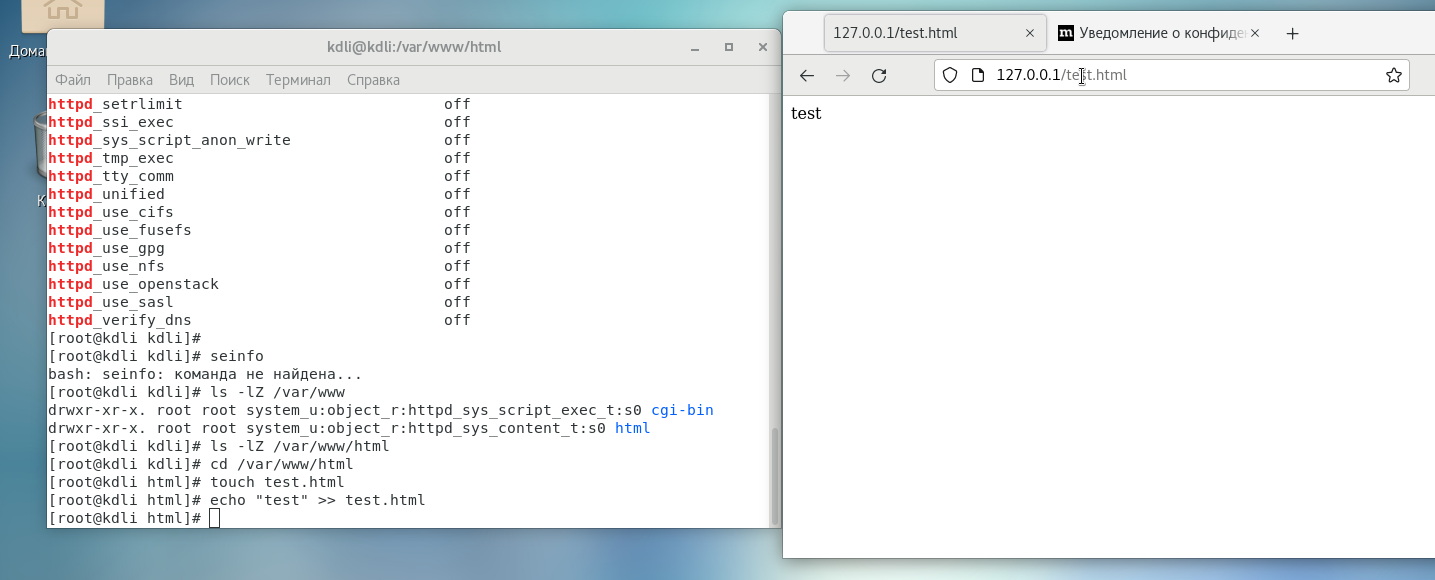 Дома
К
kdli@kdli:/var/www/html
Файл Правка Вид Поиск Терминал Справка
httpd_setrlimit off
httpd_ssi_exec off
httpd_sys_script_anon_write off
httpd_tmp_exec off
httpd_tty_comm off
httpd_unified off
httpd_use_cifs off
httpd_use_fusefs off
httpd_use_gpg off
httpd_use_nfs off
httpd_use_openstack off
httpd_use_sasl off
httpd_verify_dns off
[root@kdli kdli]#
[root@kdli kdli]# seinfo
bash: seinfo: команда не найдена...
[root@kdli kdli]# ls -lZ /var/www
drwxr-xr-x. root root system_u:object_r:httpd_sys_script_exec_t:s0 cgi-bin
drwxr-xr-x. root root system_u:object_r:httpd_sys_content_t:s0 html
[root@kdli kdli]# ls -lZ /var/www/html
[root@kdli kdli]# cd /var/www/html
[root@kdli html]# touch test.html
[root@kdli html]# echo "test" >> test.html
[root@kdli html]#
127.0.0.1/test.html
m Уведомление о конфиде
127.0.0.1/test.html
test